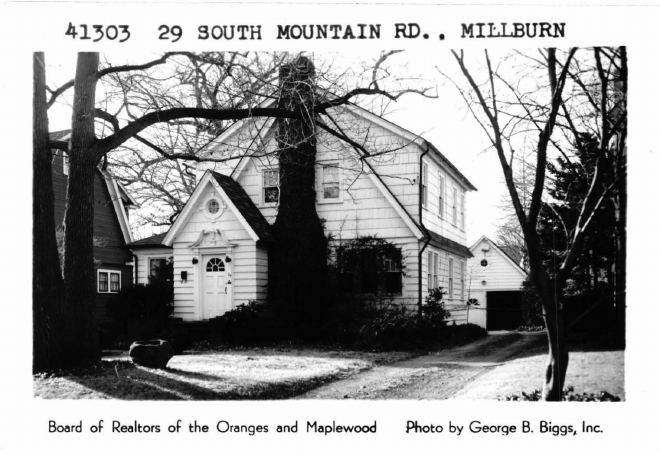 41303 29 SOUTH MOUNTAIN RD., MILLBURN
Board of Realtors of the Oranges and Maplewood Photo by George B. Biggs, Inc.